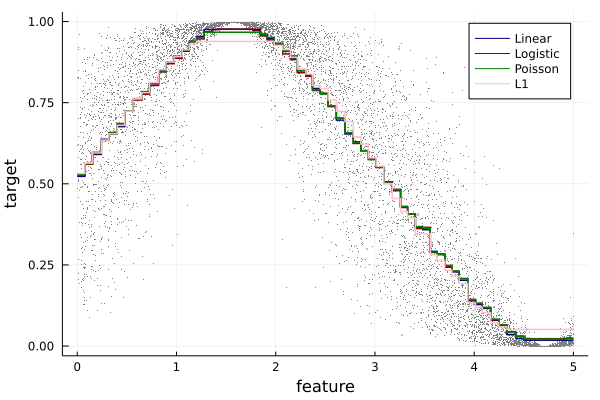 1.00
0.75
0.50
0.25
0.00
target
Linear
Logistic
Poisson
L1
0 1 2 3 4 5
feature